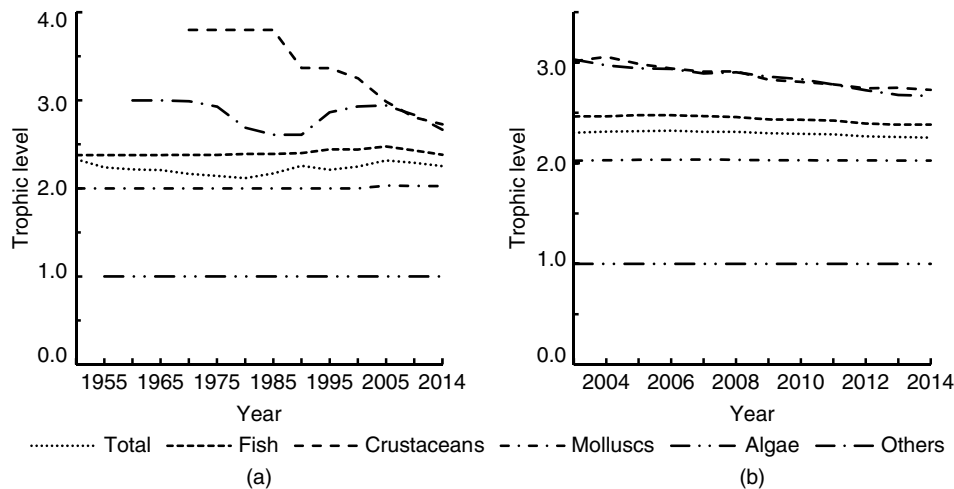 4.0
3.0
2.0
1.0
0.0
Trophic level
1955 1965 1975 1985 1995 2005 2014
Year
3.0
2.0
1.0
0.0
Trophic level
2004 2006 2008 2010 2012 2014
Year
Total Fish Crustaceans Molluscs Algae Others
(a) (b)